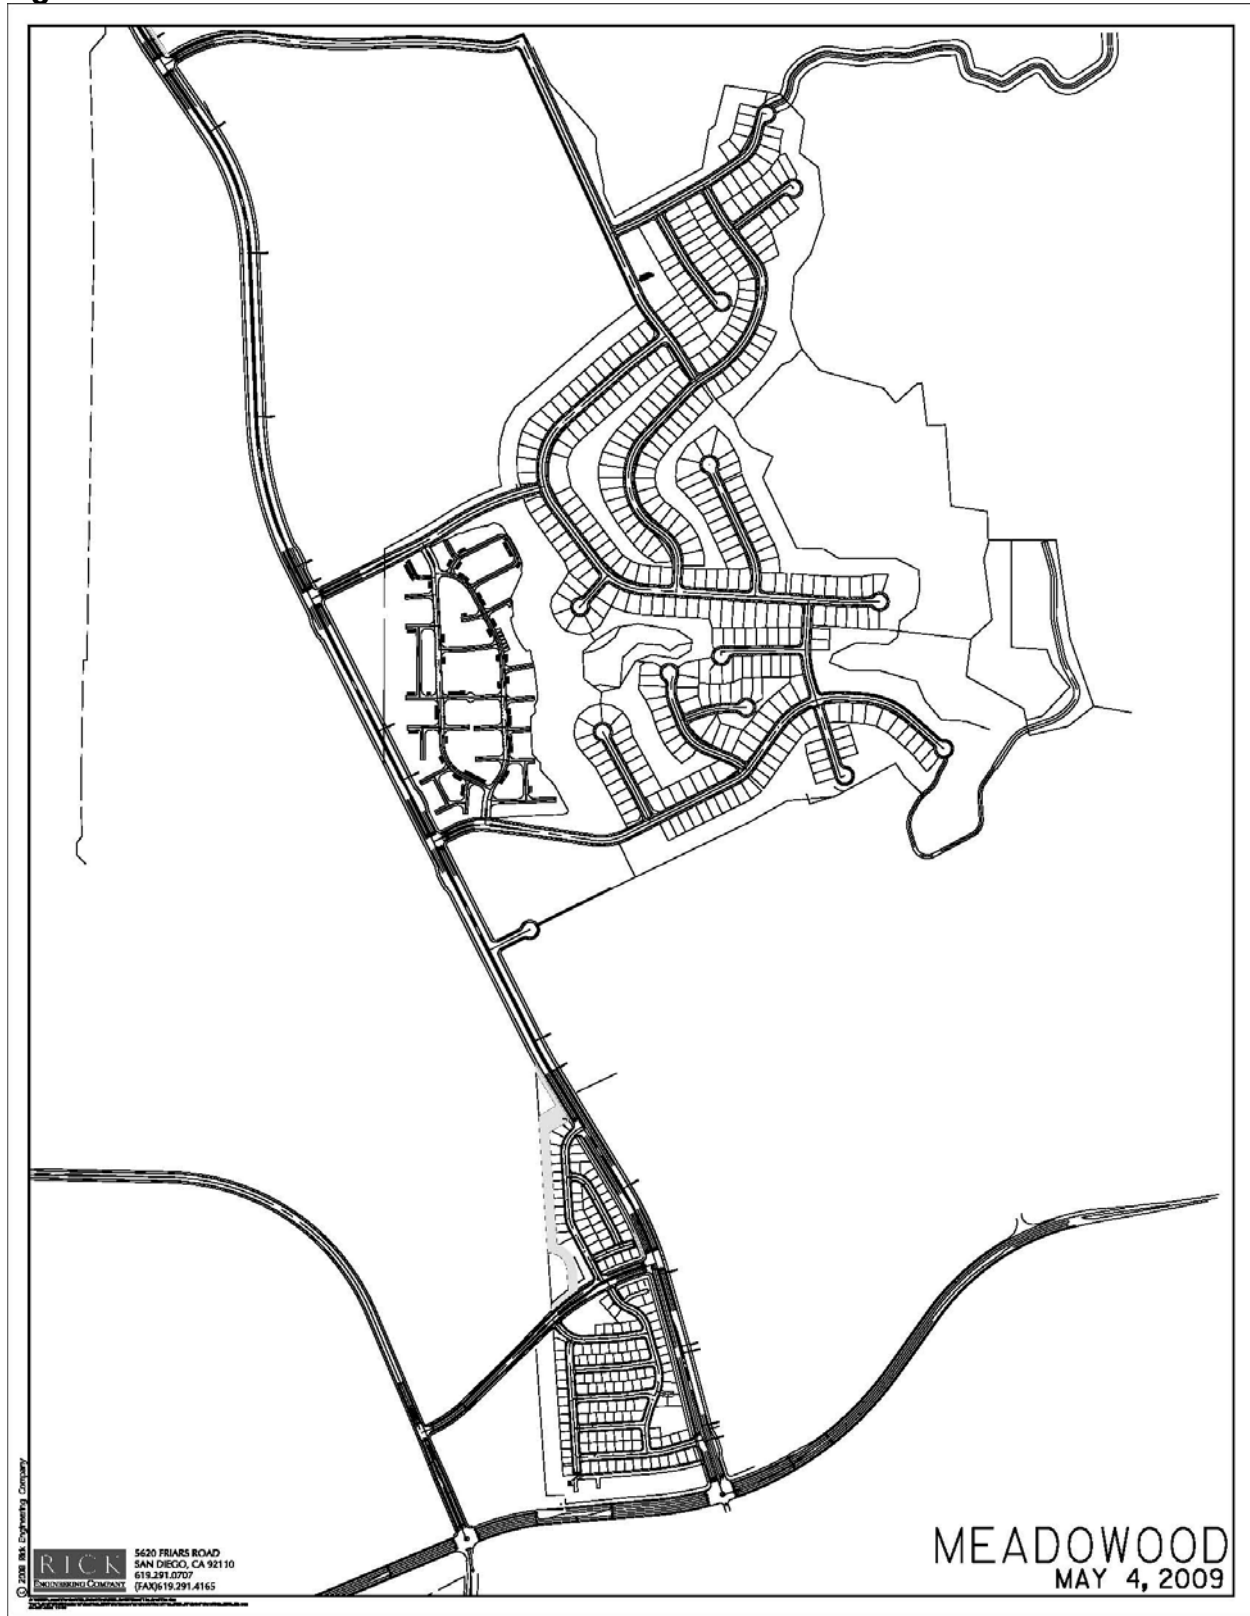 MEADOWOOD
MAY 4, 2009
© 2008 Rick Engineering Company
RICK
ENGINEERING COMPANY
5620 FRIARS ROAD
SAN DIEGO, CA 92110
619.291.0707
(FAX)619.291.4165